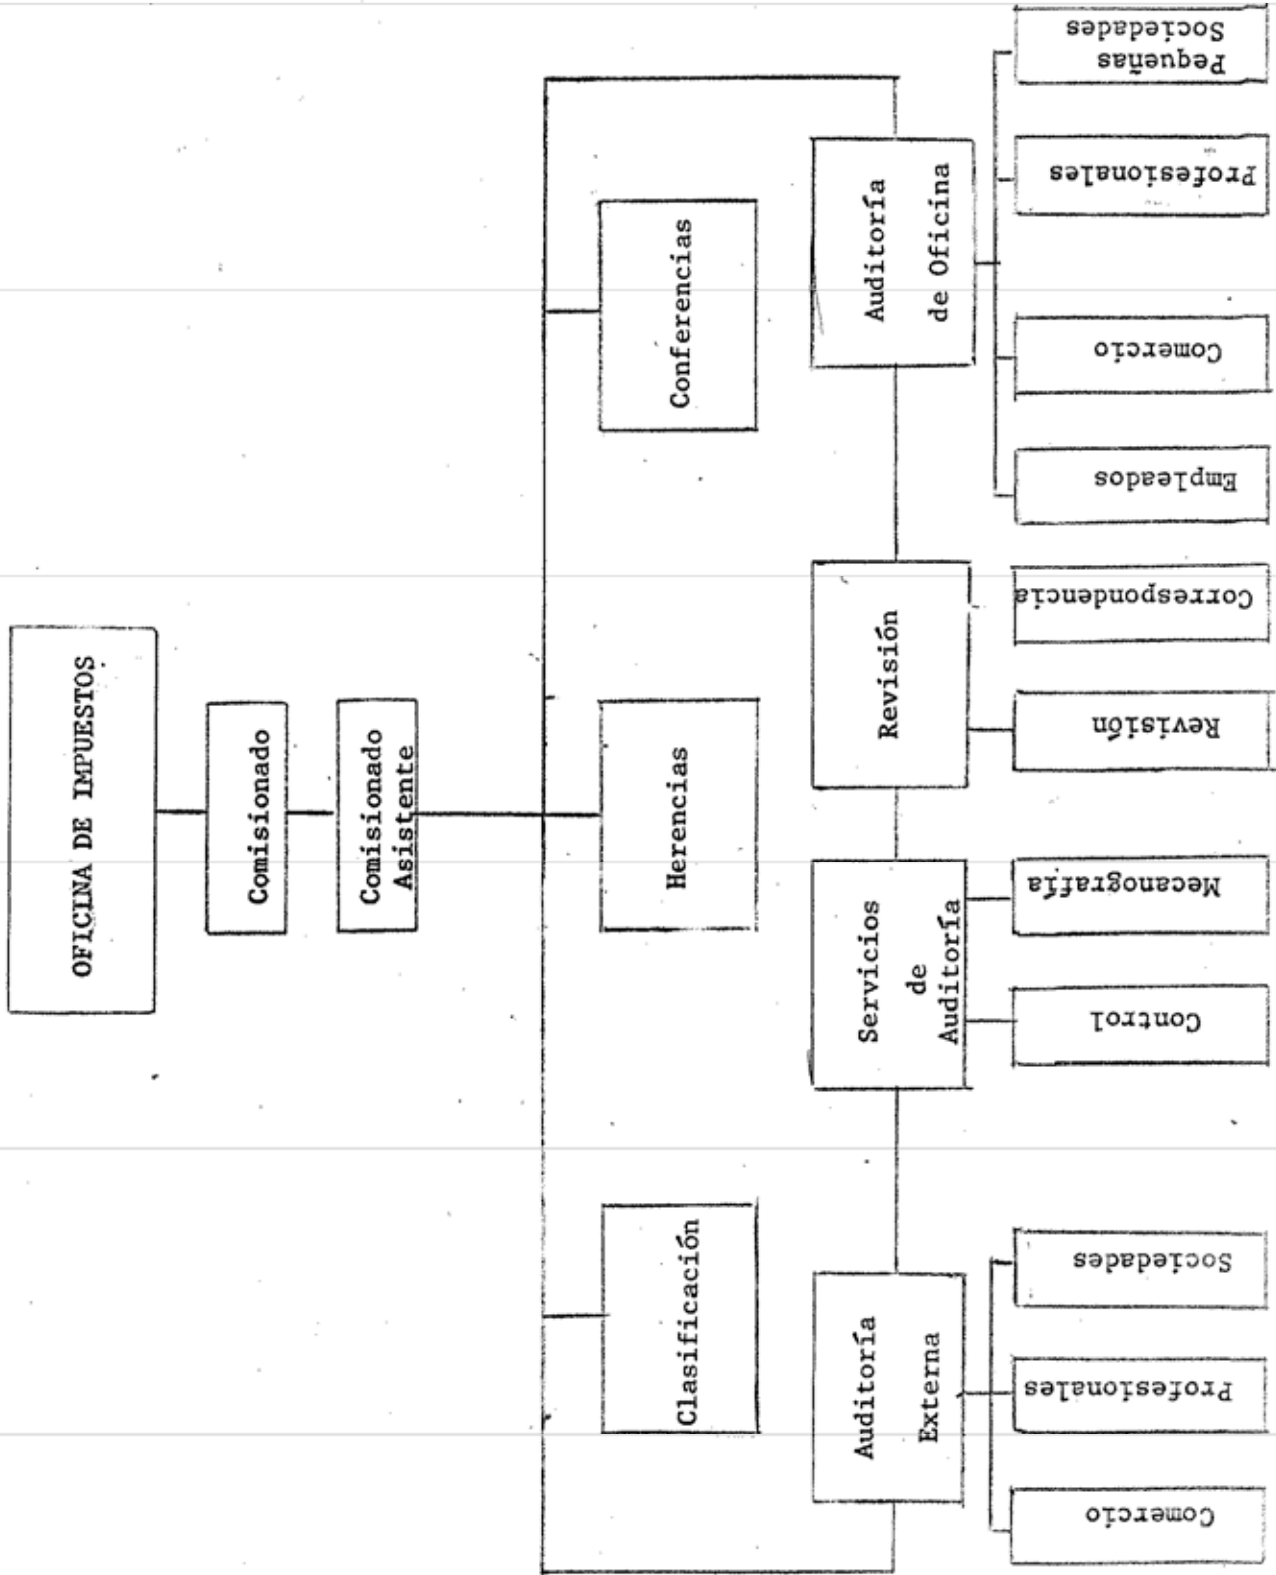 OFICINA DE IMPUESTOS
Comisionado
Comisionado
Asistente
Clasificación
Herencias
Conferencias
Auditoría
Externa
Servicios
de
Auditoría
Revisión
Auditoría
de Oficina
Comercio
Profesionales
Sociedades
Control
Mecanografía
Revisión
Correspondencia
Empleados
Comercio
Profesionales
Pequeñas
Sociedades